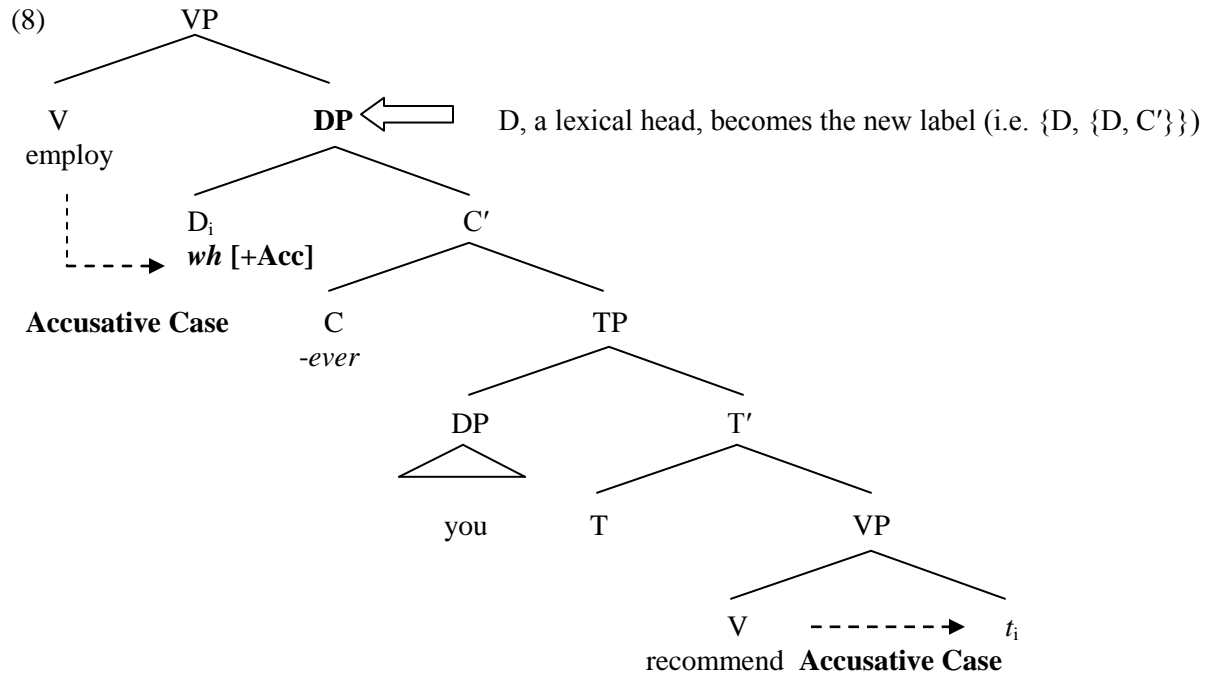 (8) VP
V DP D, a lexical head, becomes the new label (i.e. {D, {D, C′}})
employ
Dᵢ C′
wh [+Acc]
Accusative Case C TP
-ever
DP T′
you T VP
V tᵢ
recommend Accusative Case